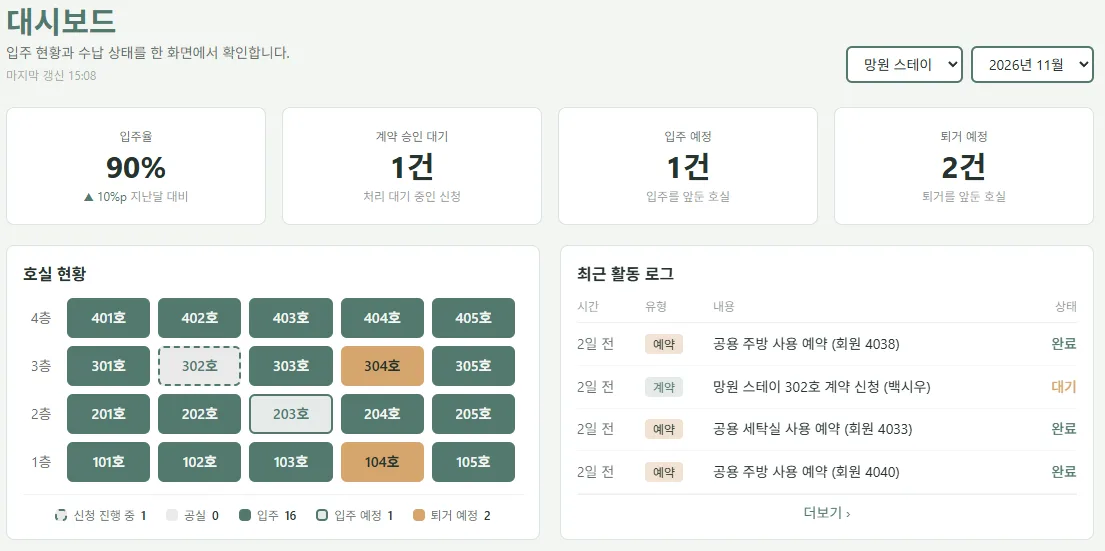 대시보드
입주 현황과 수납 상태를 한 화면에서 확인합니다.
마지막 갱신 15:08
망원 스테이
2026년 11월
입주율
90%
▲ 10%p 지난달 대비
계약 승인 대기
1건
처리 대기 중인 신청
입주 예정
1건
입주를 앞둔 호실
퇴거 예정
2건
퇴거를 앞둔 호실
호실 현황
4층 401호 402호 403호 404호 405호
3층 301호 302호 303호 304호 305호
2층 201호 202호 203호 204호 205호
1층 101호 102호 103호 104호 105호
신청 진행 중 1 공실 0 입주 16 입주 예정 1 퇴거 예정 2
최근 활동 로그
시간 유형 내용 상태
2일 전 예약 공용 주방 사용 예약 (회원 4038) 완료
2일 전 계약 망원 스테이 302호 계약 신청 (백시우) 대기
2일 전 예약 공용 세탁실 사용 예약 (회원 4033) 완료
2일 전 예약 공용 주방 사용 예약 (회원 4040) 완료
더보기 ›